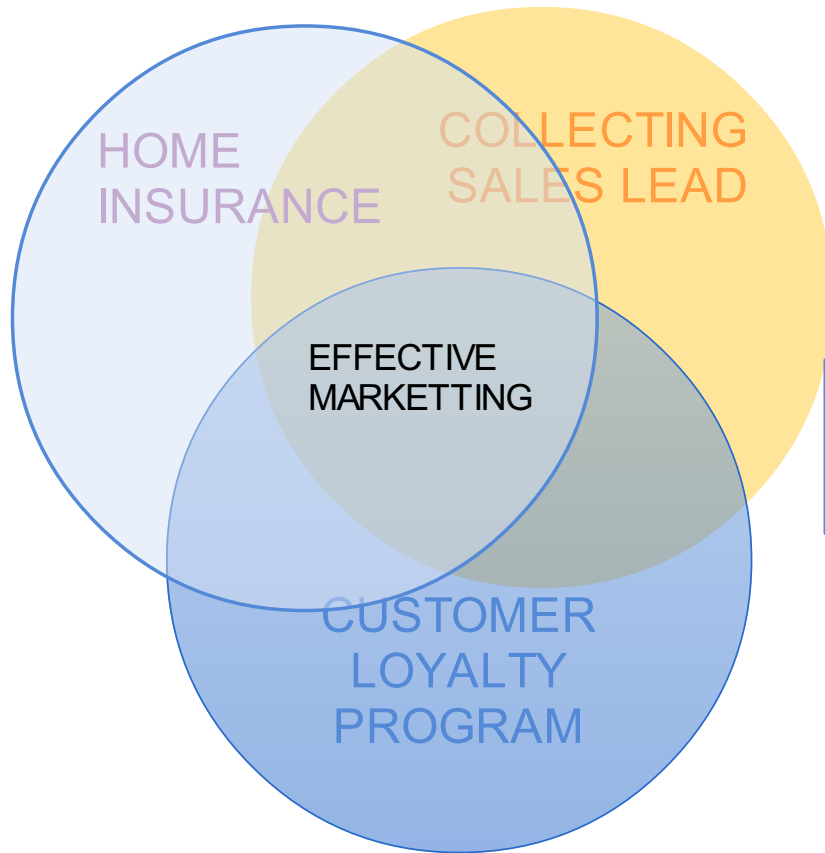 HOME
INSURANCE
COLLECTING
SALES LEAD
EFFECTIVE
MARKETTING
CUSTOMER
LOYALTY
PROGRAM